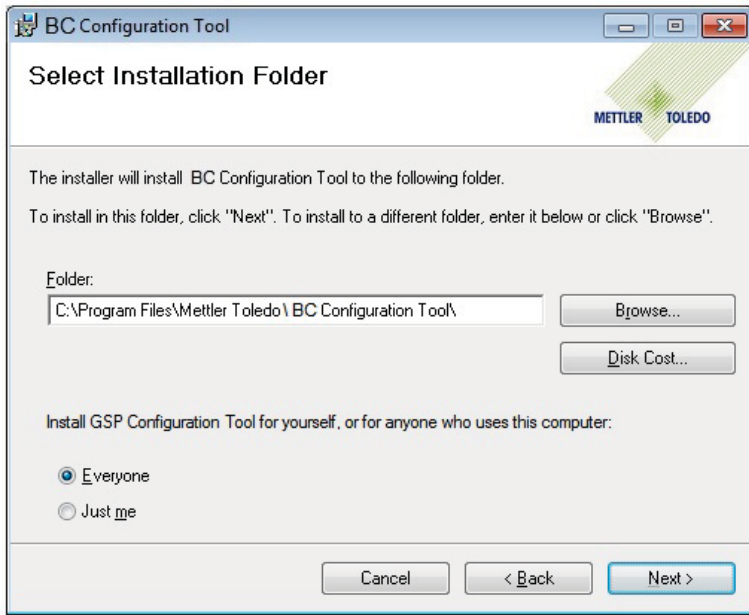 BC Configuration Tool
Select Installation Folder
METTLER TOLEDO
The installer will install BC Configuration Tool to the following folder.
To install in this folder, click "Next". To install to a different folder, enter it below or click "Browse".
Folder:
C:\Program Files\Mettler Toledo\ BC Configuration Tool\
Browse...
Disk Cost...
Install GSP Configuration Tool for yourself, or for anyone who uses this computer:
Everyone
Just me
Cancel
< Back
Next >